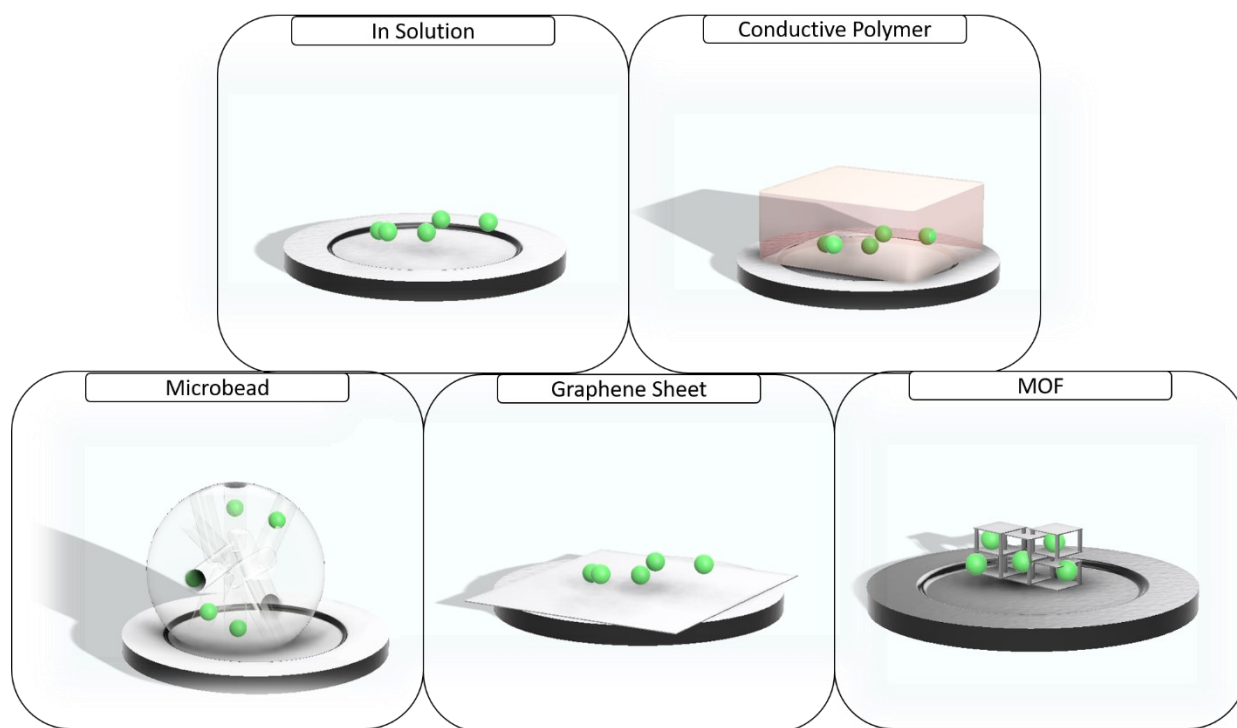 In Solution
Conductive Polymer
Microbead
Graphene Sheet
MOF